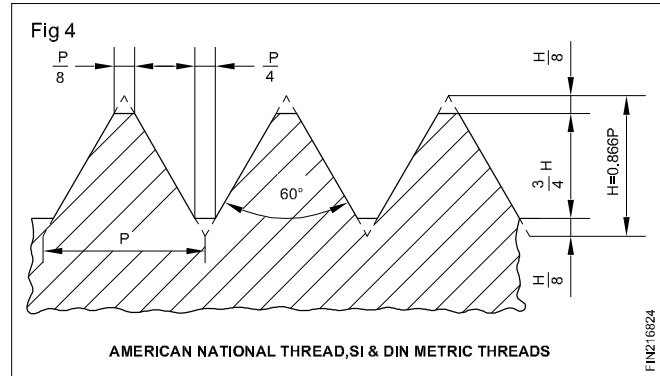 Fig 4
P/8
P/4
H/8
60°
3/4 H
H=0.866P
P
H/8
AMERICAN NATIONAL THREAD,SI & DIN METRIC THREADS
FIN216824